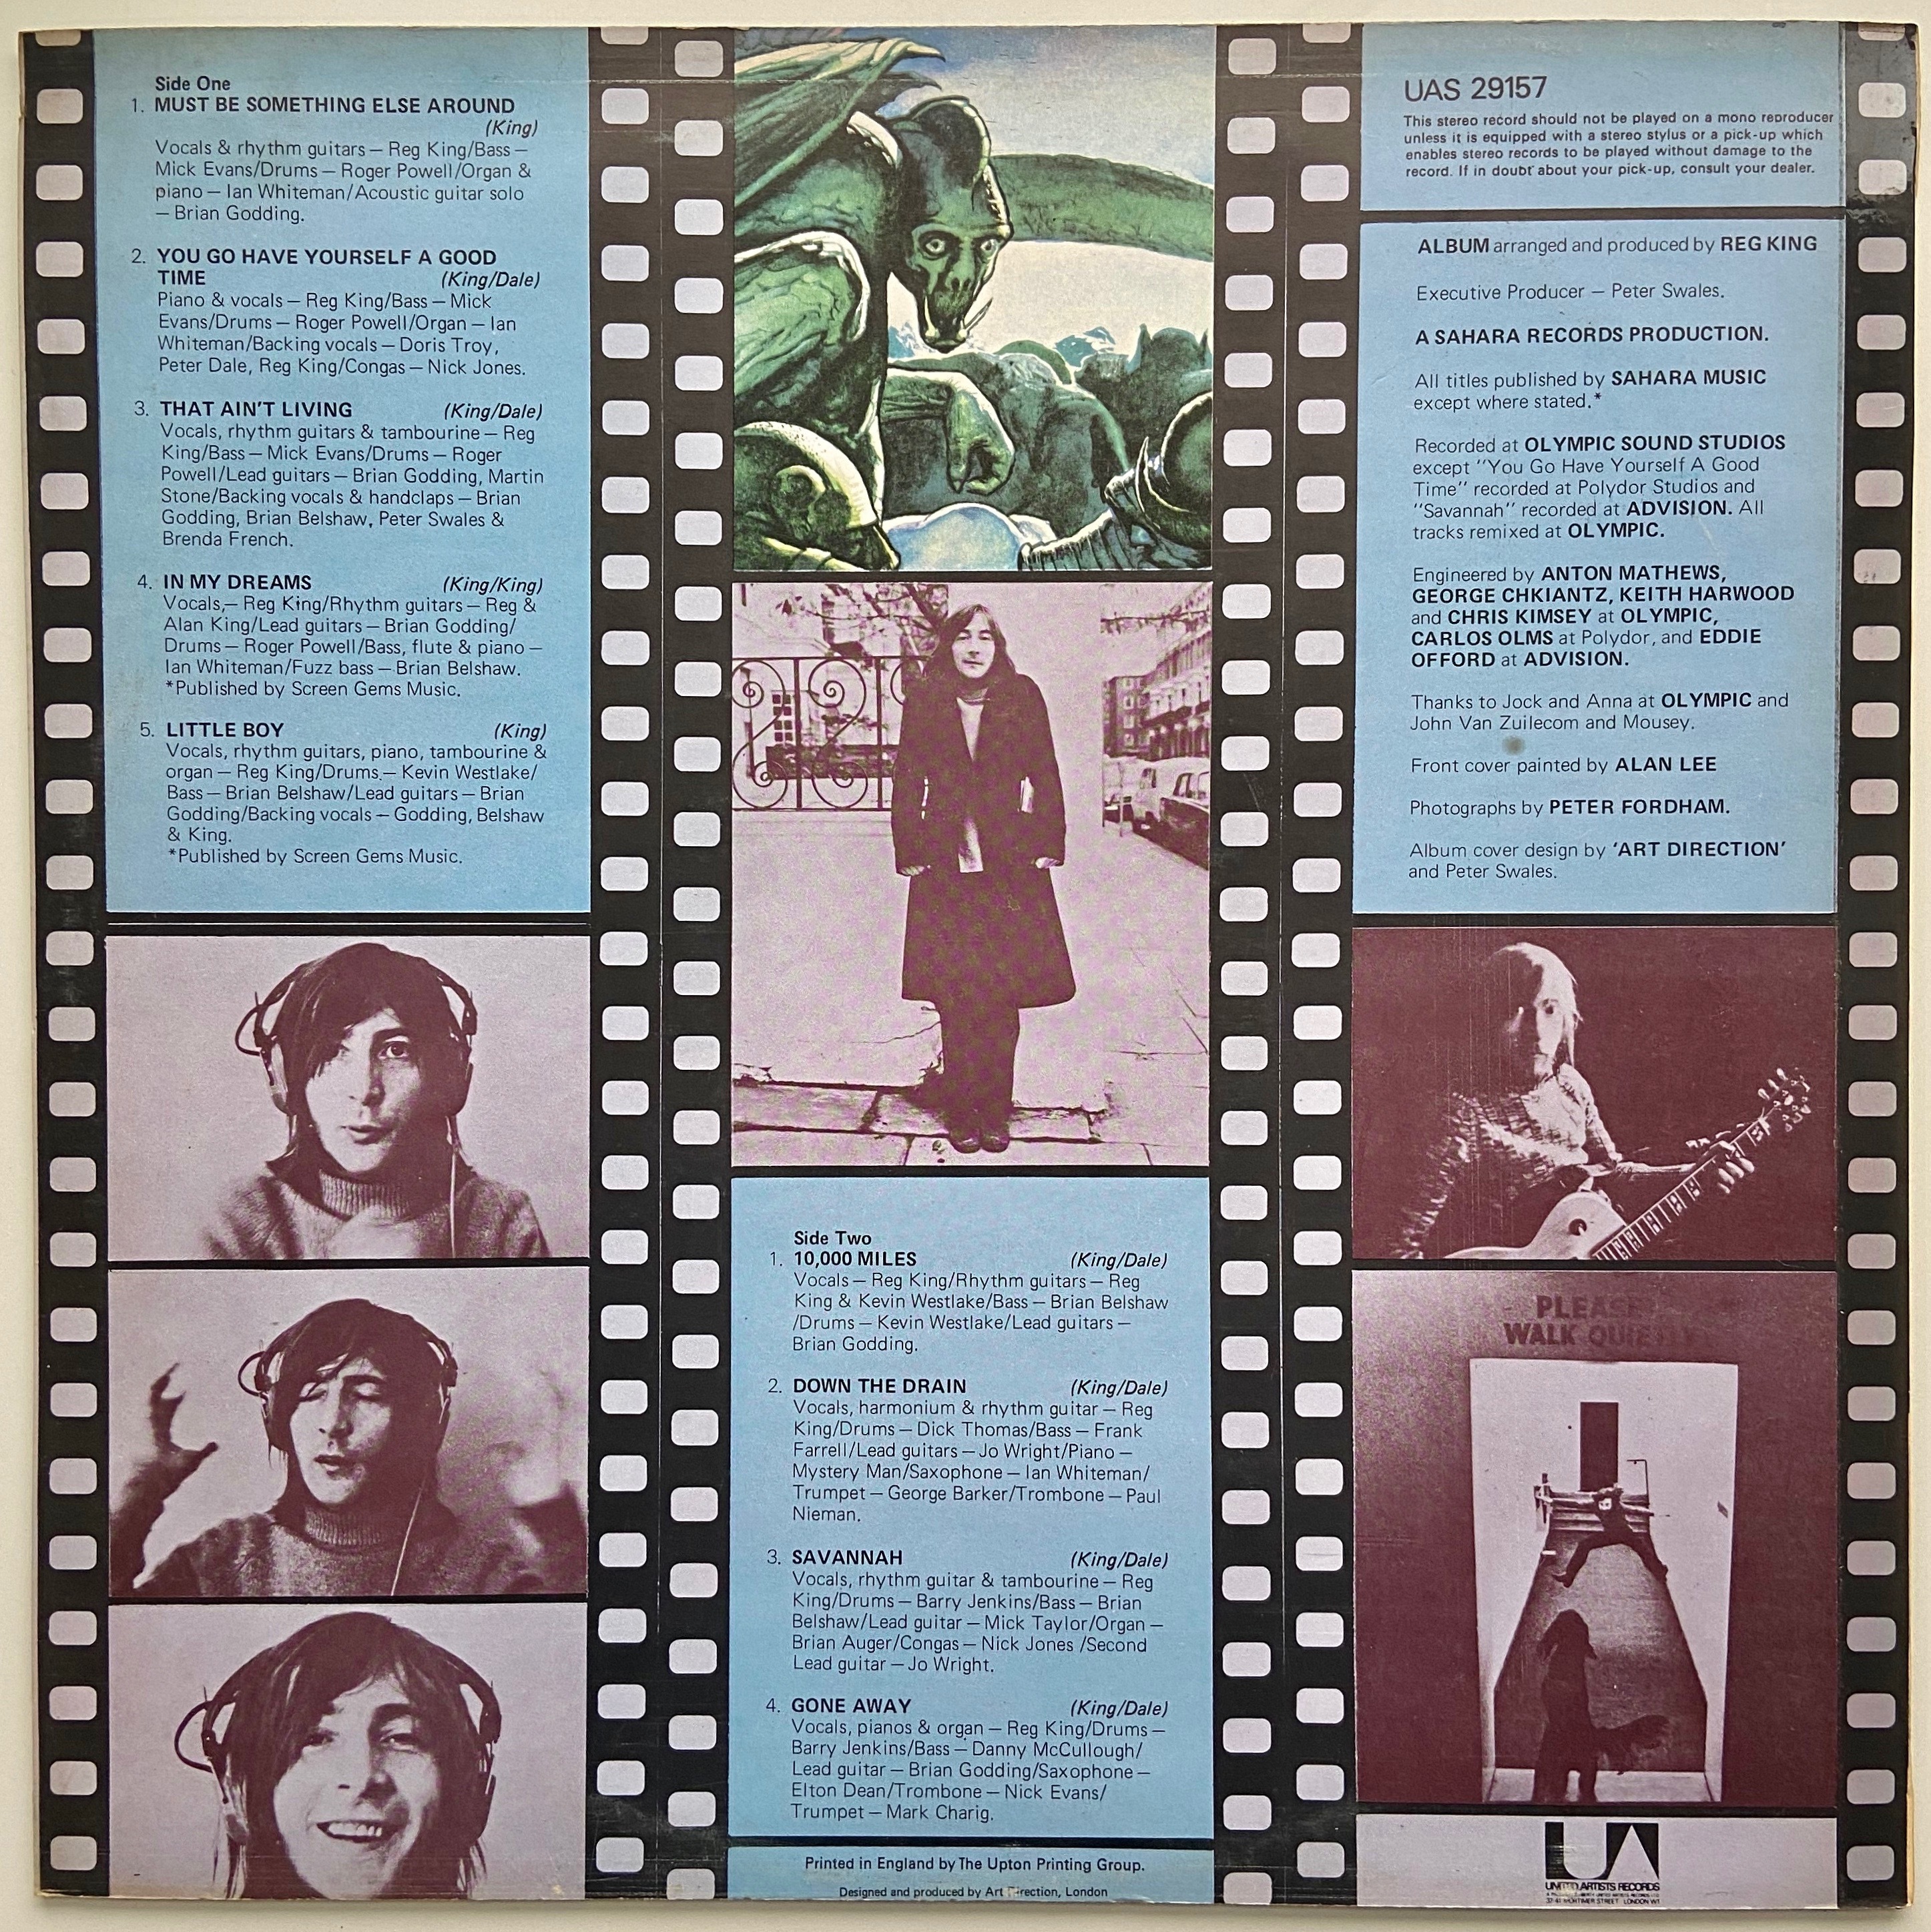 Side One
1. MUST BE SOMETHING ELSE AROUND
(King)
Vocals & rhythm guitars — Reg King/Bass —
Mick Evans/Drums — Roger Powell/Organ &
piano — Ian Whiteman/Acoustic guitar solo
— Brian Godding.
2. YOU GO HAVE YOURSELF A GOOD
TIME (King/Dale)
Piano & vocals — Reg King/Bass — Mick
Evans/Drums — Roger Powell/Organ — Ian
Whiteman/Backing vocals — Doris Troy,
Peter Dale, Reg King/Congas — Nick Jones.
3. THAT AIN'T LIVING (King/Dale)
Vocals, rhythm guitars & tambourine — Reg
King/Bass — Mick Evans/Drums — Roger
Powell/Lead guitars — Brian Godding, Martin
Stone/Backing vocals & handclaps — Brian
Godding, Brian Belshaw, Peter Swales &
Brenda French.
4. IN MY DREAMS (King/King)
Vocals,— Reg King/Rhythm guitars — Reg &
Alan King/Lead guitars — Brian Godding/
Drums — Roger Powell/Bass, flute & piano —
Ian Whiteman/Fuzz bass — Brian Belshaw.
*Published by Screen Gems Music.
5. LITTLE BOY (King)
Vocals, rhythm guitars, piano, tambourine &
organ — Reg King/Drums — Kevin Westlake/
Bass — Brian Belshaw/Lead guitars — Brian
Godding/Backing vocals — Godding, Belshaw
& King.
*Published by Screen Gems Music.
Side Two
1. 10,000 MILES (King/Dale)
Vocals — Reg King/Rhythm guitars — Reg
King & Kevin Westlake/Bass — Brian Belshaw
/Drums — Kevin Westlake/Lead guitars —
Brian Godding.
2. DOWN THE DRAIN (King/Dale)
Vocals, harmonium & rhythm guitar — Reg
King/Drums — Dick Thomas/Bass — Frank
Farrell/Lead guitars — Jo Wright/Piano —
Mystery Man/Saxophone — Ian Whiteman/
Trumpet — George Barker/Trombone — Paul
Nieman.
3. SAVANNAH (King/Dale)
Vocals, rhythm guitar & tambourine — Reg
King/Drums — Barry Jenkins/Bass — Brian
Belshaw/Lead guitar — Mick Taylor/Organ —
Brian Auger/Congas — Nick Jones /Second
Lead guitar — Jo Wright.
4. GONE AWAY (King/Dale)
Vocals, pianos & organ — Reg King/Drums —
Barry Jenkins/Bass — Danny McCullough/
Lead guitar — Brian Godding/Saxophone —
Elton Dean/Trombone — Nick Evans/
Trumpet — Mark Charig.
Printed in England by The Upton Printing Group.
Designed and produced by Art Direction, London
UAS 29157
This stereo record should not be played on a mono reproducer
unless it is equipped with a stereo stylus or a pick-up which
enables stereo records to be played without damage to the
record. If in doubt about your pick-up, consult your dealer.
ALBUM arranged and produced by REG KING
Executive Producer — Peter Swales.
A SAHARA RECORDS PRODUCTION.
All titles published by SAHARA MUSIC
except where stated.*
Recorded at OLYMPIC SOUND STUDIOS
except "You Go Have Yourself A Good
Time" recorded at Polydor Studios and
"Savannah" recorded at ADVISION. All
tracks remixed at OLYMPIC.
Engineered by ANTON MATHEWS,
GEORGE CHKIANTZ, KEITH HARWOOD
and CHRIS KIMSEY at OLYMPIC,
CARLOS OLMS at Polydor, and EDDIE
OFFORD at ADVISION.
Thanks to Jock and Anna at OLYMPIC and
John Van Zuilecom and Mousey.
Front cover painted by ALAN LEE
Photographs by PETER FORDHAM.
Album cover design by 'ART DIRECTION'
and Peter Swales.
PLEASE
WALK QUIETLY
UA
UNITED ARTISTS RECORDS
37-41 MORTIMER STREET LONDON W1